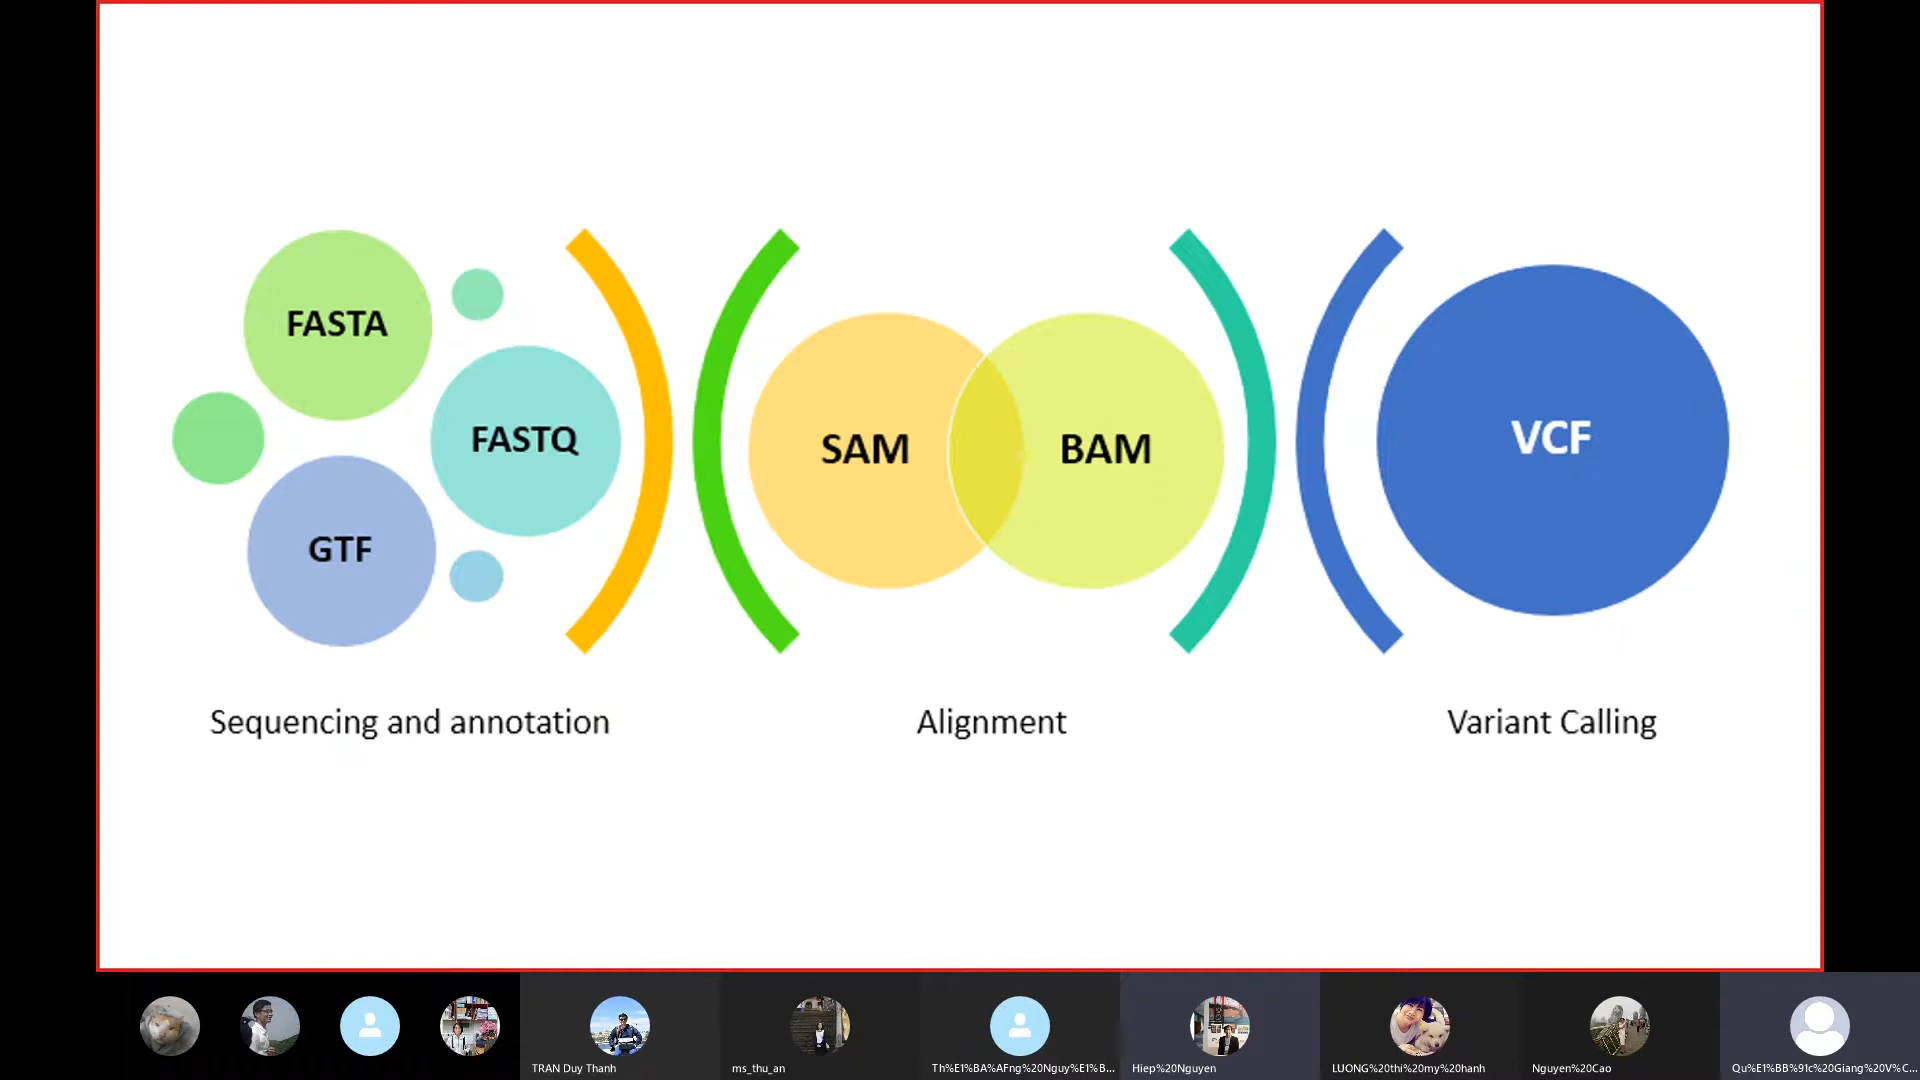 FASTA
FASTQ
GTF
SAM
BAM
VCF
Sequencing and annotation
Alignment
Variant Calling
TRAN Duy Thanh
ms_thu_an
Th%E1%BA%AFng%20Nguy%E1%B...
Hiep%20Nguyen
LUONG%20thi%20my%20hanh
Nguyen%20Cao
Qu%E1%BB%91c%20Giang%20V%C...